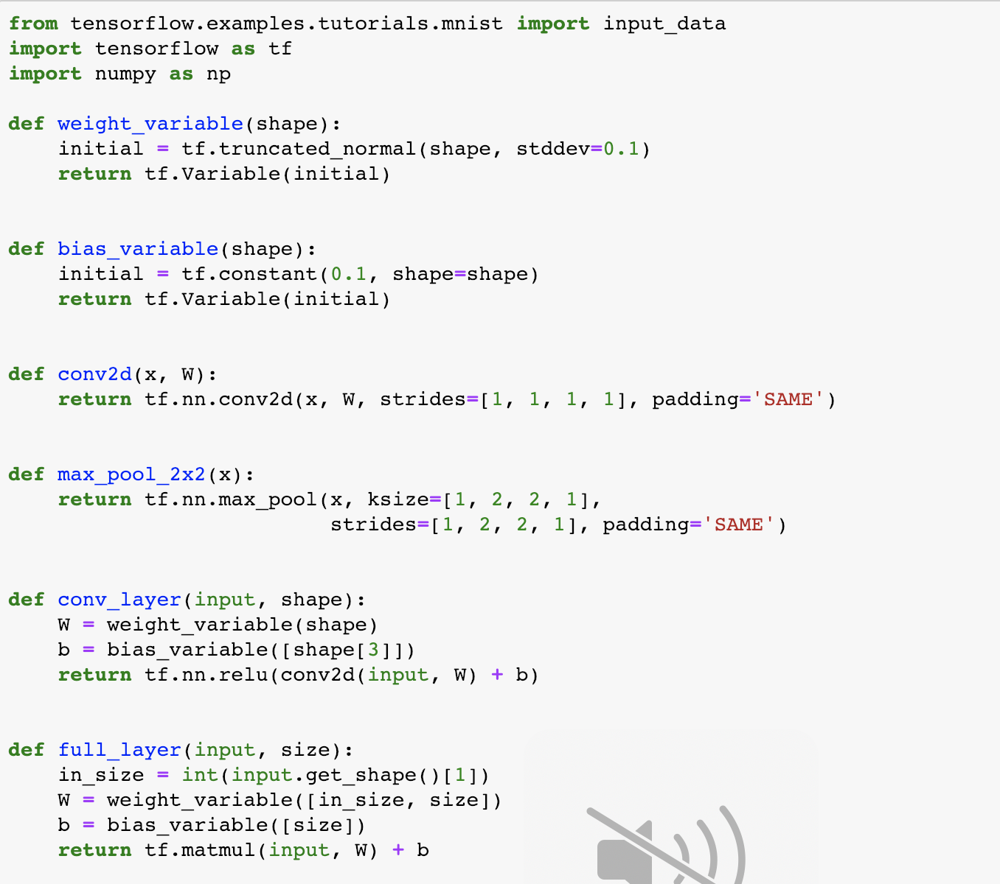 from tensorflow.examples.tutorials.mnist import input_data
import tensorflow as tf
import numpy as np

def weight_variable(shape):
    initial = tf.truncated_normal(shape, stddev=0.1)
    return tf.Variable(initial)


def bias_variable(shape):
    initial = tf.constant(0.1, shape=shape)
    return tf.Variable(initial)


def conv2d(x, W):
    return tf.nn.conv2d(x, W, strides=[1, 1, 1, 1], padding='SAME')


def max_pool_2x2(x):
    return tf.nn.max_pool(x, ksize=[1, 2, 2, 1],
                          strides=[1, 2, 2, 1], padding='SAME')


def conv_layer(input, shape):
    W = weight_variable(shape)
    b = bias_variable([shape[3]])
    return tf.nn.relu(conv2d(input, W) + b)


def full_layer(input, size):
    in_size = int(input.get_shape()[1])
    W = weight_variable([in_size, size])
    b = bias_variable([size])
    return tf.matmul(input, W) + b